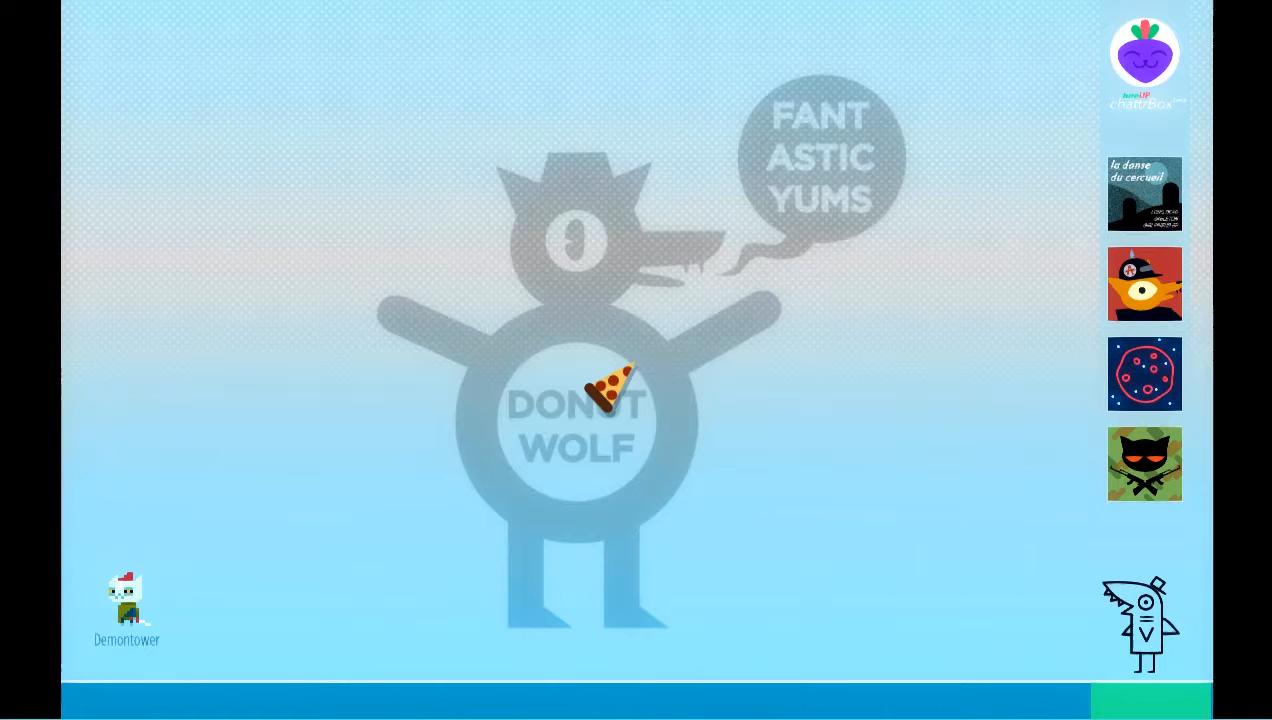 FANT
ASTIC
YUMS
DONUT
WOLF
chattrBox
la danse
du cercueil
Demontower